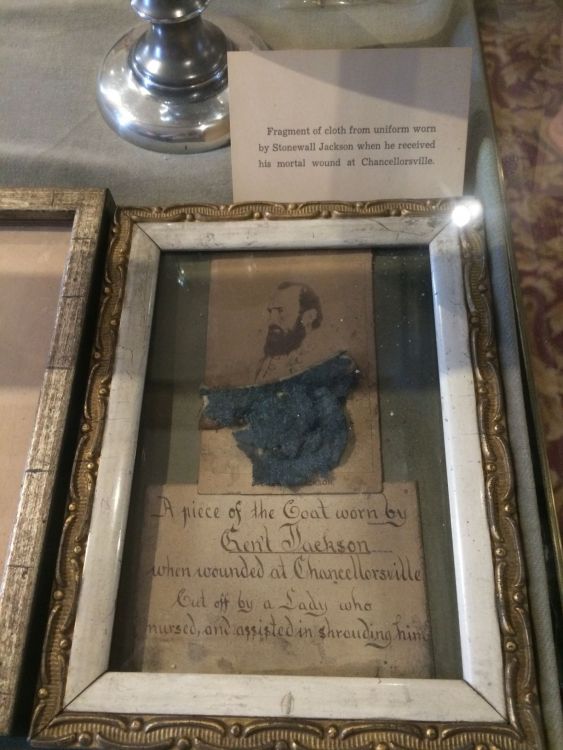 Fragment of cloth from uniform worn
by Stonewall Jackson when he received
his mortal wound at Chancellorsville.
A piece of the Coat worn by
Gen'l Jackson
when wounded at Chancellorsville
Cut off by a Lady who
nursed, and assisted in shrouding him